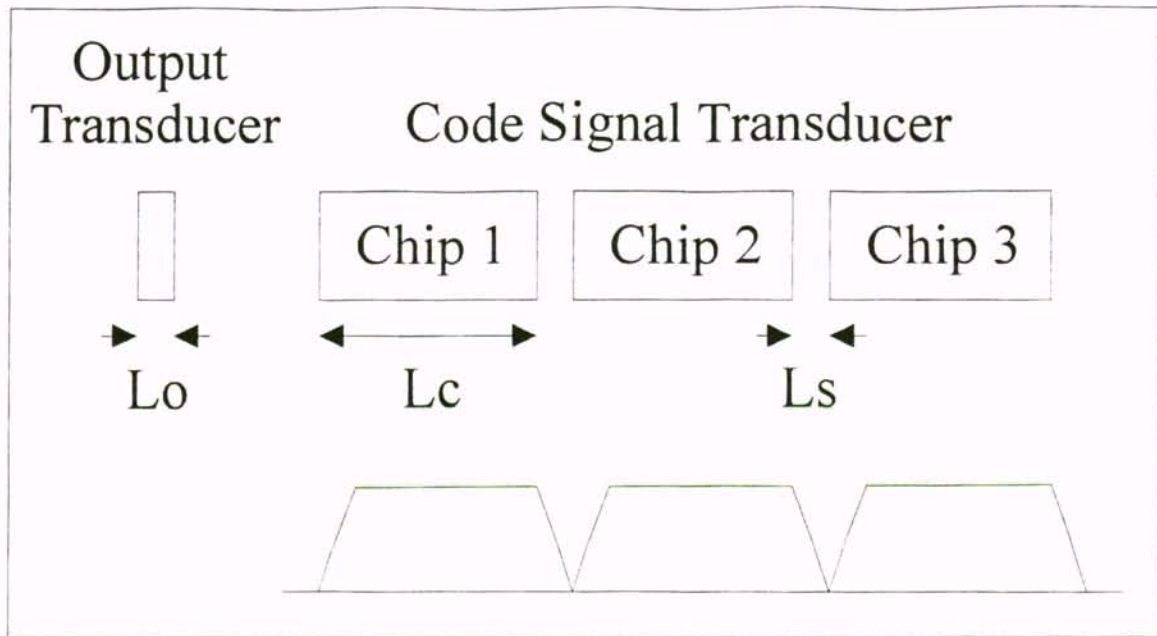 Output
Transducer
Code Signal Transducer
Chip 1
Chip 2
Chip 3
Lo
Lc
Ls